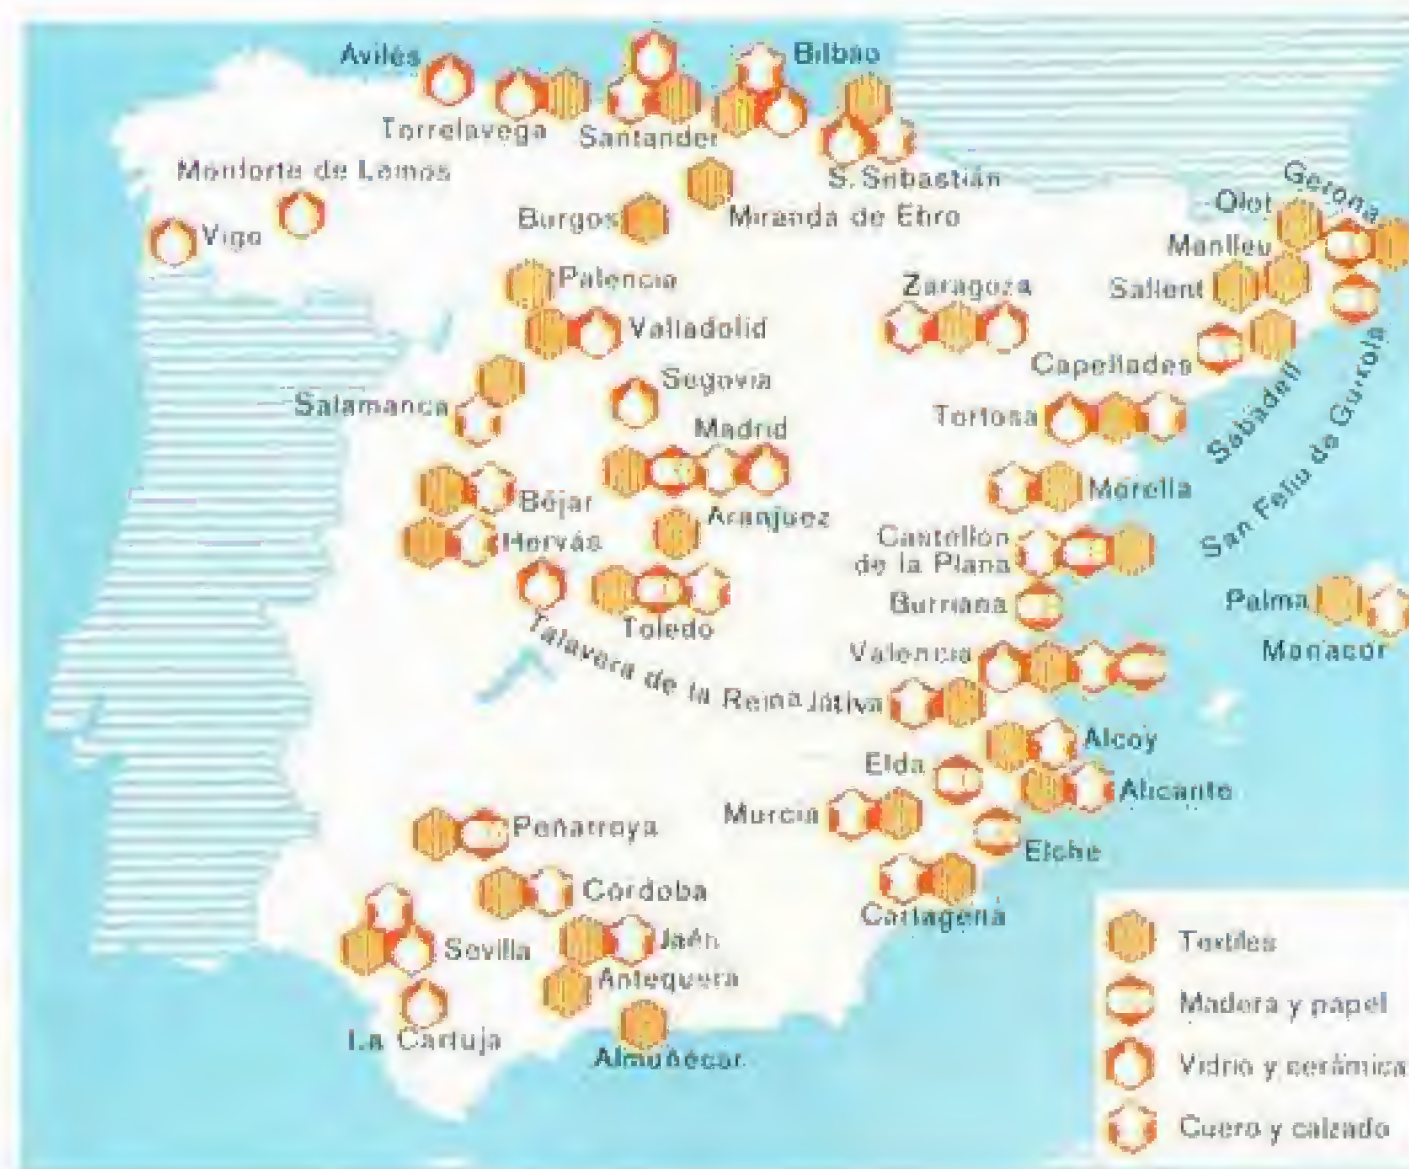 Avilés
Bilbao
Torrelavega
Santander
S. Sebastián
Monforte de Lemos
Vigo
Burgos
Miranda de Ebro
Gerona
Olot
Manlleu
Sallent
Palencia
Zaragoza
Valladolid
Capellades
Segovia
Salamanca
Tortosa
Sabadell
San Feliu de Guixols
Madrid
Morella
Béjar
Aranjuez
Hervás
Castellón
de la Plana
Burriana
Palma
Manacor
Toledo
Talavera de la Reina
Valencia
Játiva
Alcoy
Elda
Alicante
Murcia
Peñarroya
Elche
Córdoba
Cartagena
Jaén
Sevilla
Antequera
La Cartuja
Almuñécar
Textiles
Madera y papel
Vidrio y cerámica
Cuero y calzado